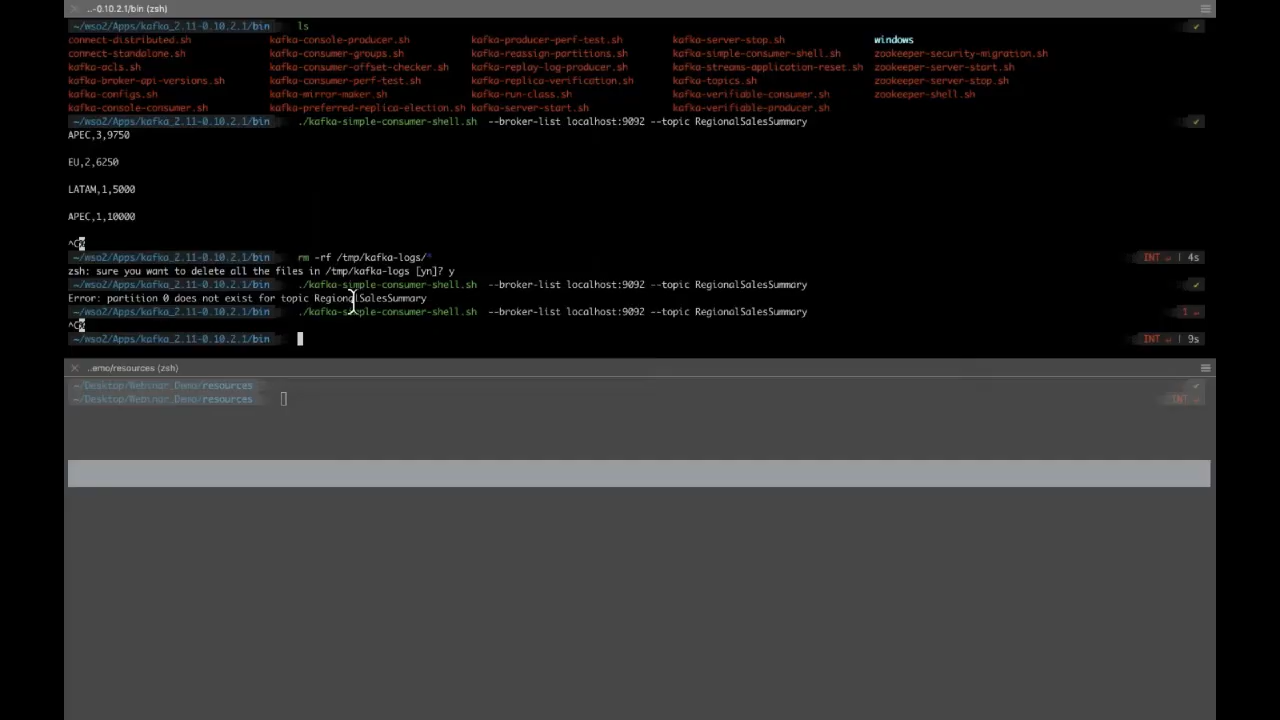 ..-0.10.2.1/bin (zsh)
~/wso2/Apps/kafka_2.11-0.10.2.1/bin ls ✔
connect-distributed.sh kafka-console-producer.sh kafka-producer-perf-test.sh kafka-server-stop.sh windows
connect-standalone.sh kafka-consumer-groups.sh kafka-reassign-partitions.sh kafka-simple-consumer-shell.sh zookeeper-security-migration.sh
kafka-acls.sh kafka-consumer-offset-checker.sh kafka-replay-log-producer.sh kafka-streams-application-reset.sh zookeeper-server-start.sh
kafka-broker-api-versions.sh kafka-consumer-perf-test.sh kafka-replica-verification.sh kafka-topics.sh zookeeper-server-stop.sh
kafka-configs.sh kafka-mirror-maker.sh kafka-run-class.sh kafka-verifiable-consumer.sh zookeeper-shell.sh
kafka-console-consumer.sh kafka-preferred-replica-election.sh kafka-server-start.sh kafka-verifiable-producer.sh
~/wso2/Apps/kafka_2.11-0.10.2.1/bin ./kafka-simple-consumer-shell.sh --broker-list localhost:9092 --topic RegionalSalesSummary ✔
APEC,3,9750
EU,2,6250
LATAM,1,5000
APEC,1,10000
^C%
~/wso2/Apps/kafka_2.11-0.10.2.1/bin rm -rf /tmp/kafka-logs/* INT ↵ | 4s
zsh: sure you want to delete all the files in /tmp/kafka-logs [yn]? y
~/wso2/Apps/kafka_2.11-0.10.2.1/bin ./kafka-simple-consumer-shell.sh --broker-list localhost:9092 --topic RegionalSalesSummary ✔
Error: partition 0 does not exist for topic RegionalSalesSummary
~/wso2/Apps/kafka_2.11-0.10.2.1/bin ./kafka-simple-consumer-shell.sh --broker-list localhost:9092 --topic RegionalSalesSummary 1 ↵
^C%
~/wso2/Apps/kafka_2.11-0.10.2.1/bin INT ↵ | 9s
..emo/resources (zsh)
~/Desktop/Webinar_Demo/resources ✔
~/Desktop/Webinar_Demo/resources INT ↵